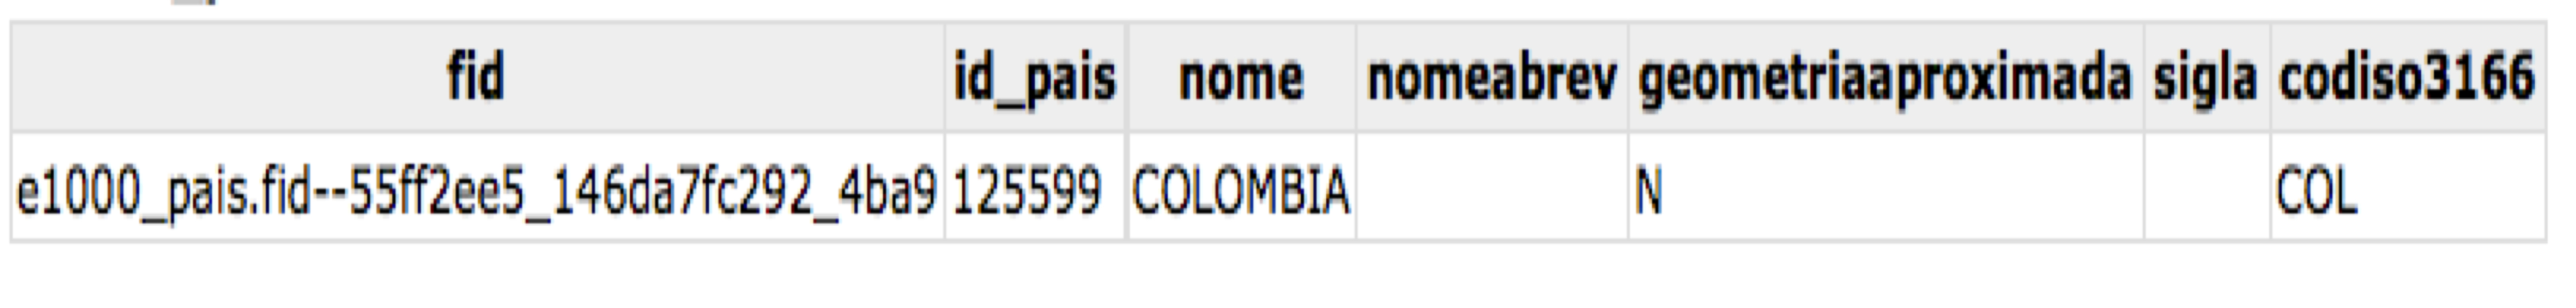 fid id_pais nome nomeabrev geometriaaproximada sigla codiso3166
e1000_pais.fid--55ff2ee5_146da7fc292_4ba9 125599 COLOMBIA N COL